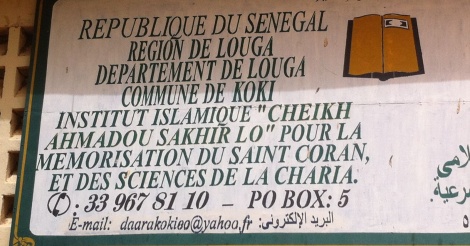 REPUBLIQUE DU SENEGAL
REGION DE LOUGA
DEPARTEMENT DE LOUGA
COMMUNE DE KOKI
INSTITUT ISLAMIQUE "CHEIKH
AHMADOU SAKHIR LO" POUR LA
MEMORISATION DU SAINT CORAN,
ET DES SCIENCES DE LA CHARIA.
: 33 967 81 10 – PO BOX: 5
E-mail: daarakokioo@yahoo,fr :البريد الإلكتروني